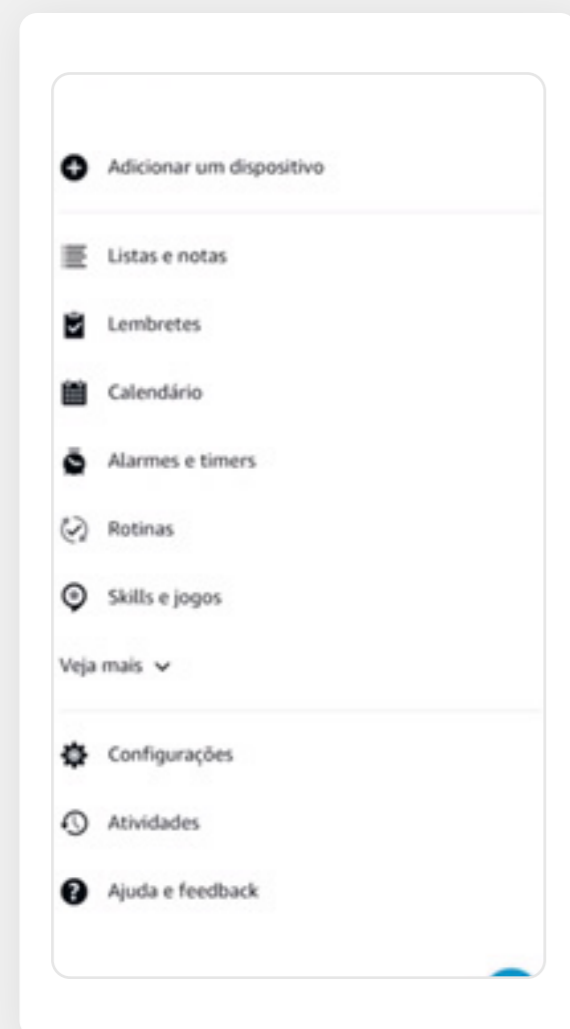 Adicionar um dispositivo
Listas e notas
Lembretes
Calendário
Alarmes e timers
Rotinas
Skills e jogos
Veja mais
Configurações
Atividades
Ajuda e feedback